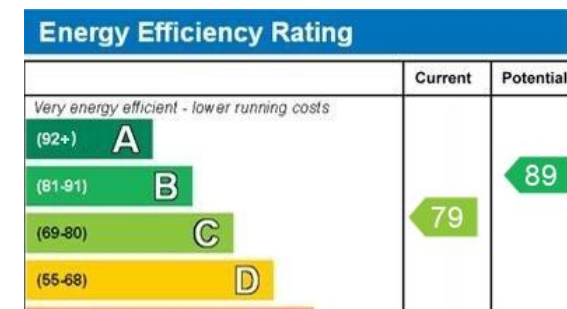 Energy Efficiency Rating
Current Potential
Very energy efficient - lower running costs
(92+) A
(81-91) B
89
(69-80) C
79
(55-68) D